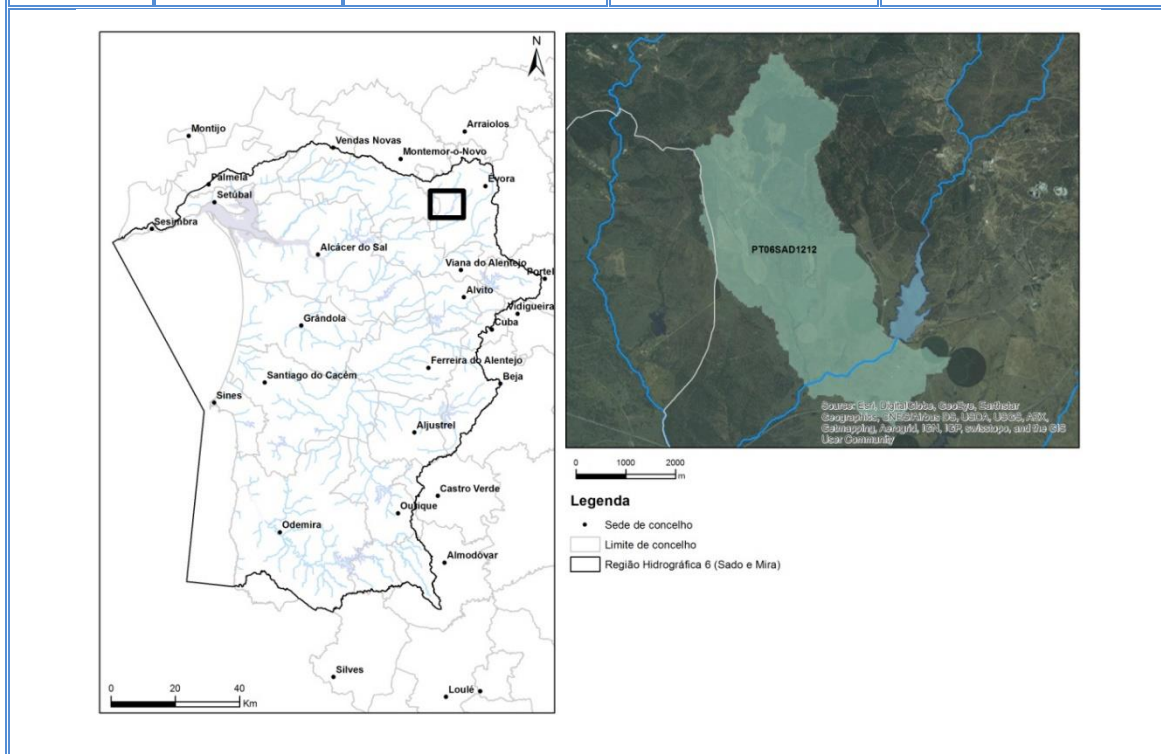 N
Arraiolos
Montijo
Vendas Novas
Montemor-o-Novo
Palmela
Évora
Setúbal
Sesimbra
Alcácer do Sal
Viana do Alentejo
Portel
Alvito
Vidigueira
Grândola
Cuba
Ferreira do Alentejo
Santiago do Cacém
Beja
Sines
Aljustrel
Castro Verde
Ourique
Odemira
Almodôvar
Silves
Loulé
0 20 40
Km
PT06SAD1212
Source: Esri, DigitalGlobe, GeoEye, Earthstar
Geographics, CNES/Airbus DS, USDA, USGS, AEX,
Getmapping, Aerogrid, IGN, IGP, swisstopo, and the GIS
User Community
0 1000 2000
m
Legenda
Sede de concelho
Limite de concelho
Região Hidrográfica 6 (Sado e Mira)